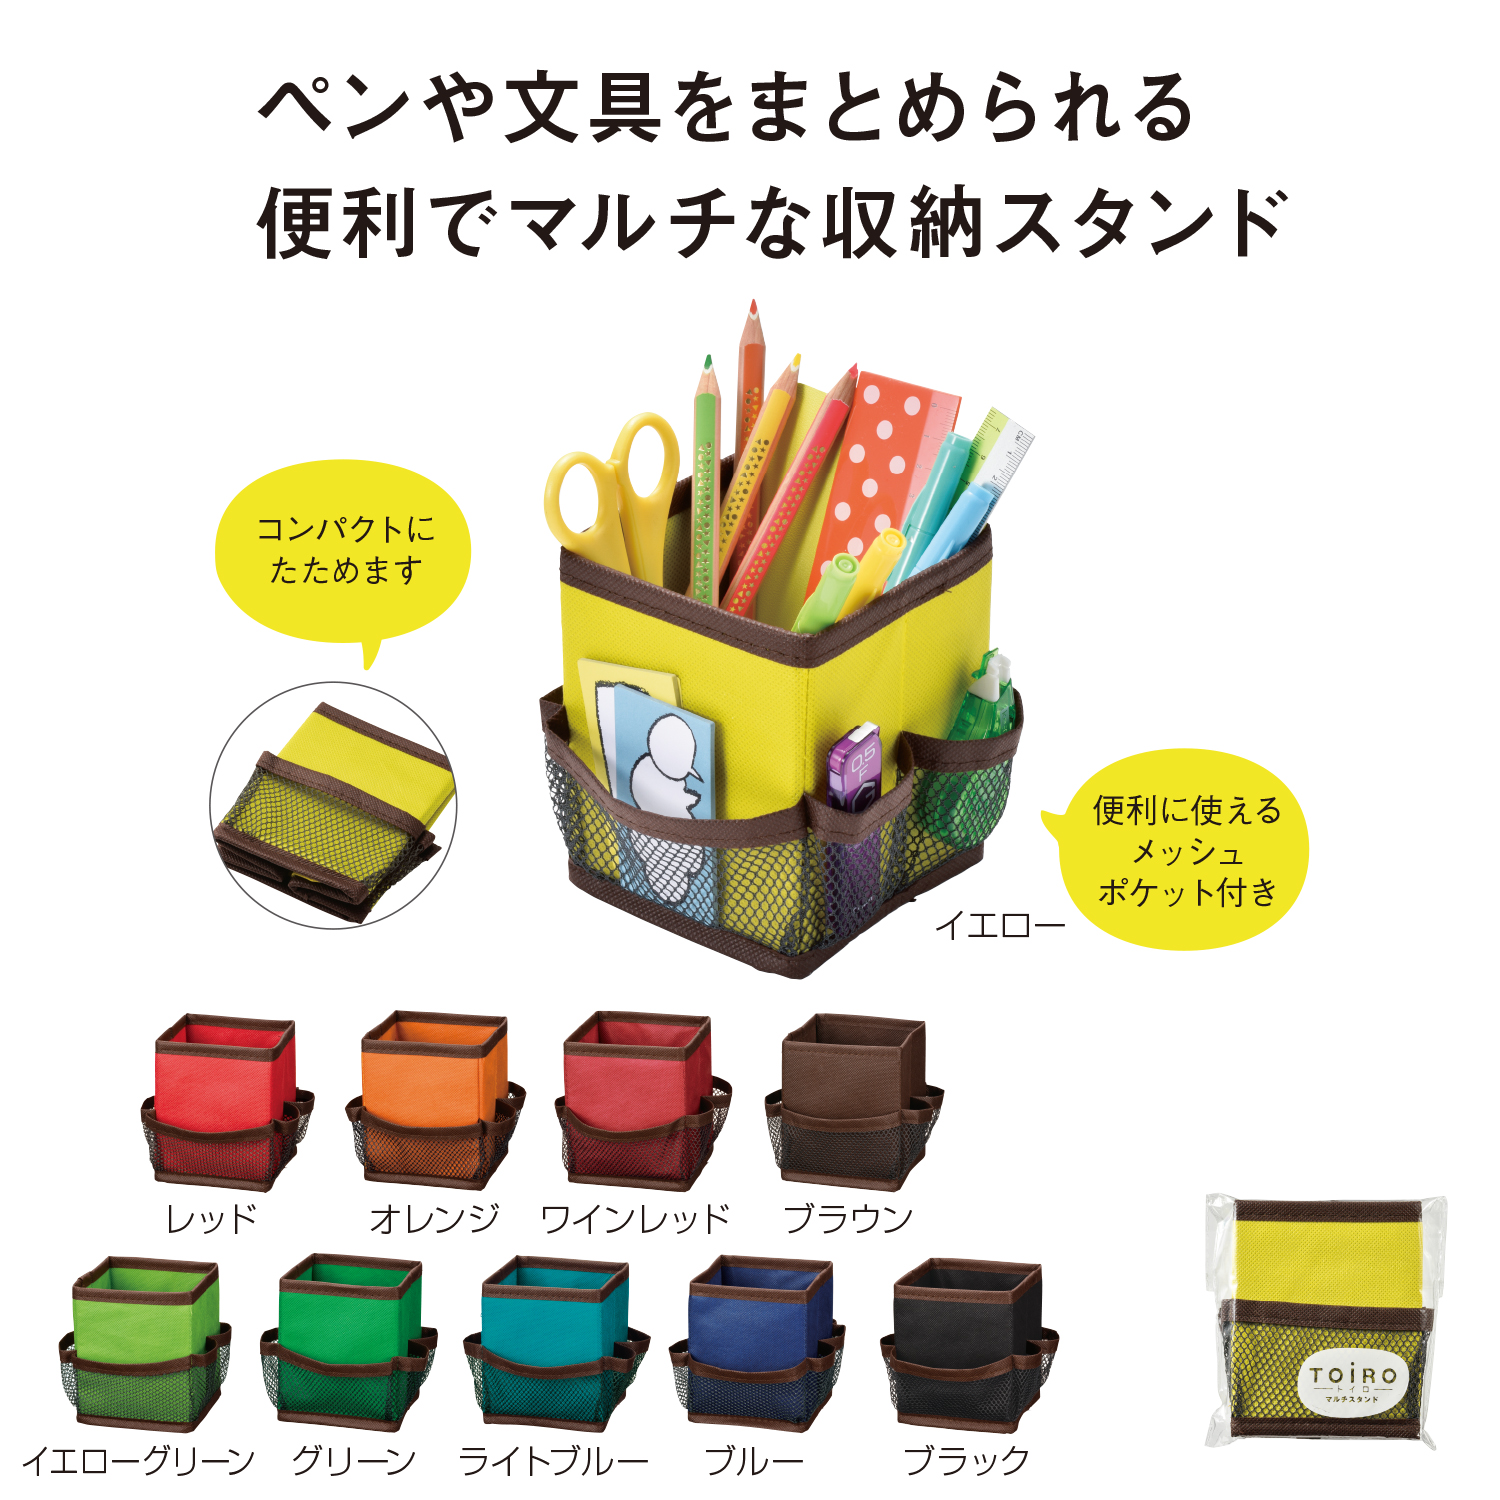 ペンや文具をまとめられる
便利でマルチな収納スタンド
コンパクトに
たためます
0.5
F
CM
便利に使える
メッシュ
ポケット付き
イエロー
レッド
オレンジ
ワインレッド
ブラウン
イエローグリーン
グリーン
ライトブルー
ブルー
ブラック
TOiRO
トイロ
マルチスタンド